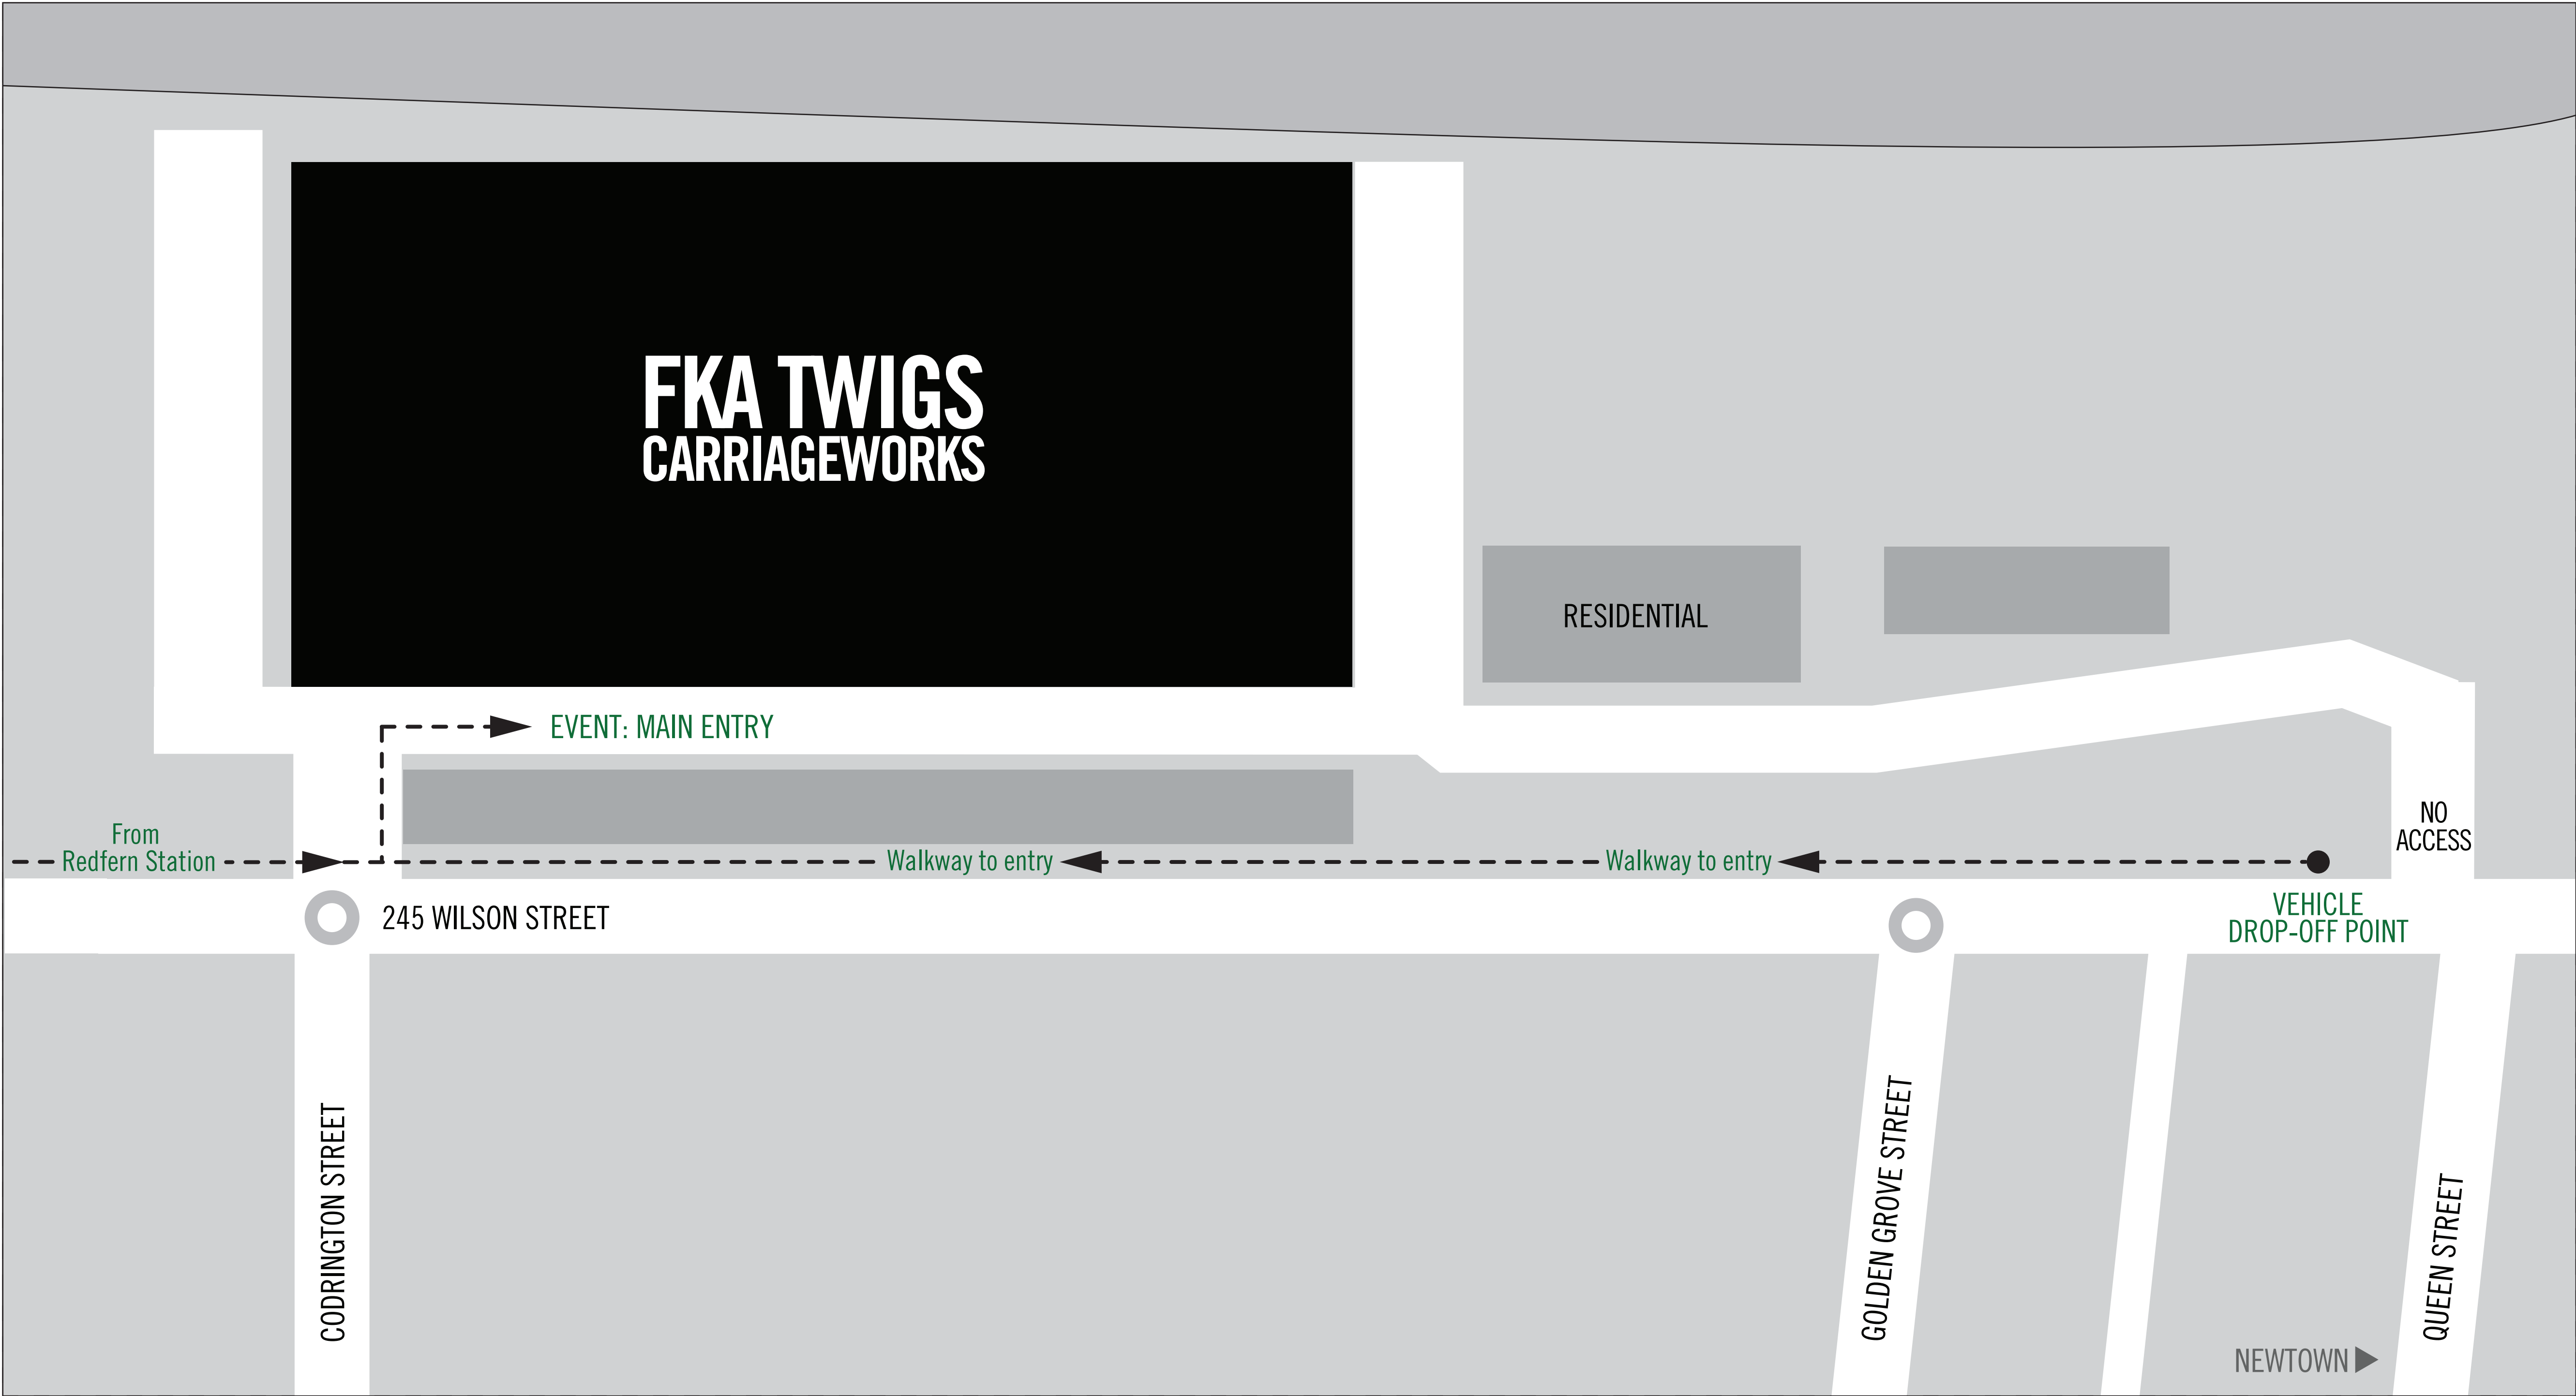 FKA TWIGS
CARRIAGEWORKS
RESIDENTIAL
EVENT: MAIN ENTRY
From
Redfern Station
Walkway to entry
Walkway to entry
NO
ACCESS
245 WILSON STREET
VEHICLE
DROP-OFF POINT
CODRINGTON STREET
GOLDEN GROVE STREET
QUEEN STREET
NEWTOWN